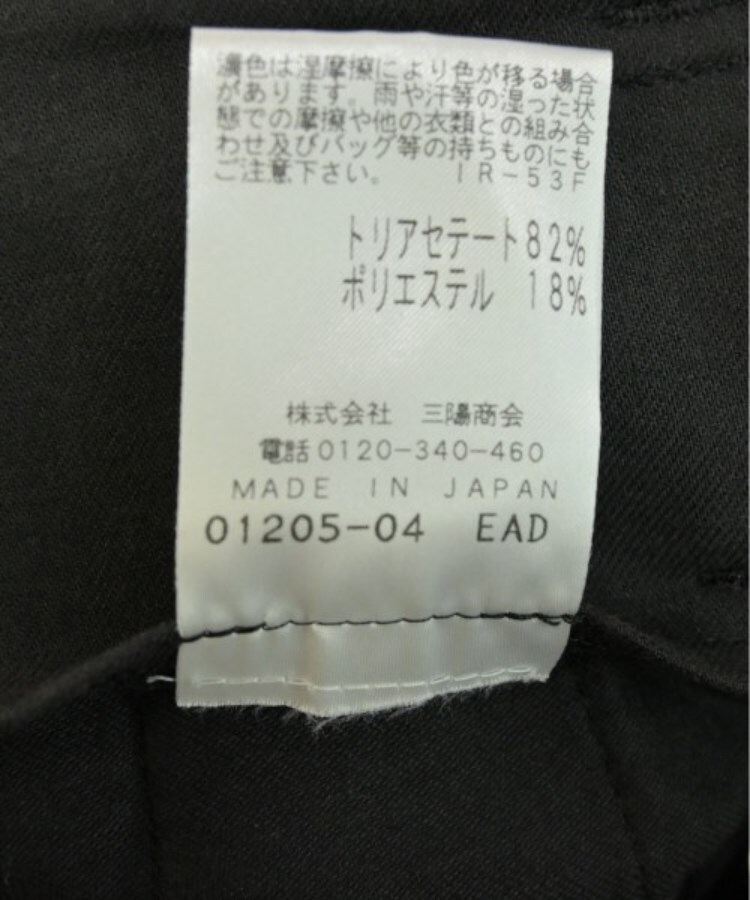 濃色は湿摩擦により色が移る場合
があります。雨や汗等の湿った状
態での摩擦や他の衣類との組み合
わせ及びバッグ等の持ちものにも
ご注意下さい。 IR-53F
トリアセテート82%
ポリエステル 18%
株式会社 三陽商会
電話0120-340-460
MADE IN JAPAN
01205-04 EAD